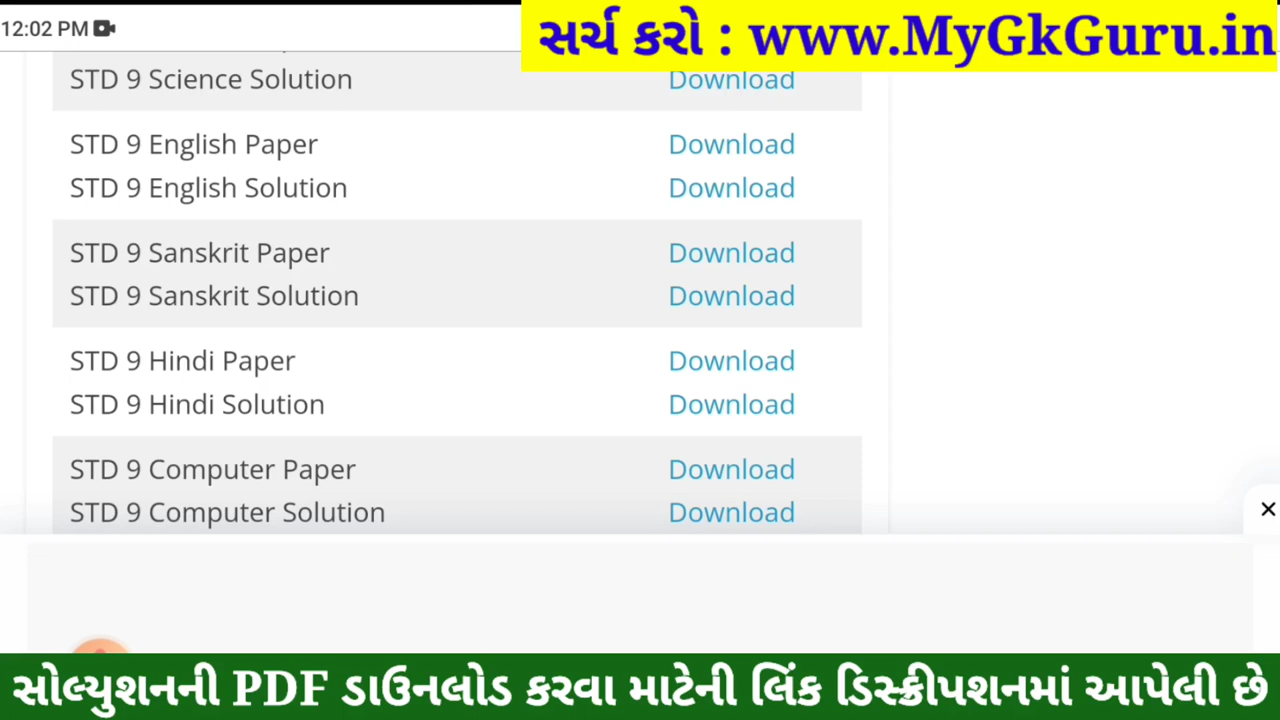 12:02 PM
સર્ચ કરો : www.MyGkGuru.in
STD 9 Science Solution Download
STD 9 English Paper Download
STD 9 English Solution Download
STD 9 Sanskrit Paper Download
STD 9 Sanskrit Solution Download
STD 9 Hindi Paper Download
STD 9 Hindi Solution Download
STD 9 Computer Paper Download
STD 9 Computer Solution Download
સોલ્યુશનની PDF ડાઉનલોડ કરવા માટેની લિંક ડિસ્ક્રીપશનમાં આપેલી છે